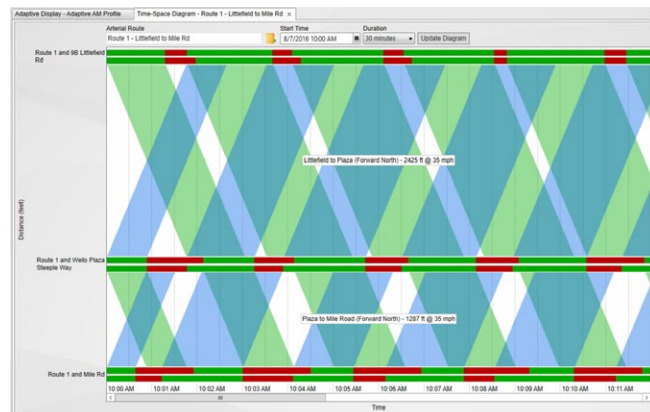 Adaptive Display - Adaptive AM Profile
Time-Space Diagram - Route 1 - Littlefield to Mile Rd
Arterial Route
Start Time
Duration
Route 1 - Littlefield to Mile Rd
8/7/2016 10:00 AM
30 minutes
Update Diagram
Route 1 and 9B Littlefield
Rd
Littlefield to Plaza (Forward North) - 2425 ft @ 35 mph
Distance (feet)
Route 1 and Wells Plaza
Steeple Way
Plaza to Mile Road (Forward North) - 1287 ft @ 35 mph
Route 1 and Mile Rd
10:00 AM 10:01 AM 10:02 AM 10:03 AM 10:04 AM 10:05 AM 10:06 AM 10:07 AM 10:08 AM 10:09 AM 10:10 AM 10:11 AM
Time